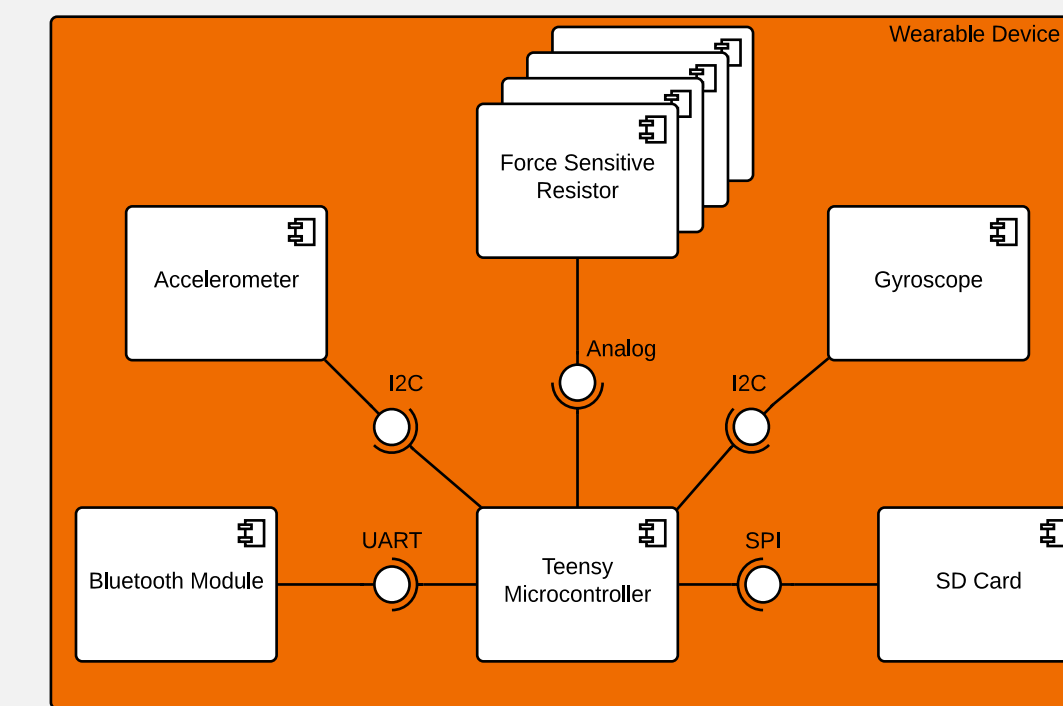 Wearable Device
Force Sensitive
Resistor
Accelerometer
Gyroscope
Analog
I2C
I2C
UART
SPI
Bluetooth Module
Teensy
Microcontroller
SD Card